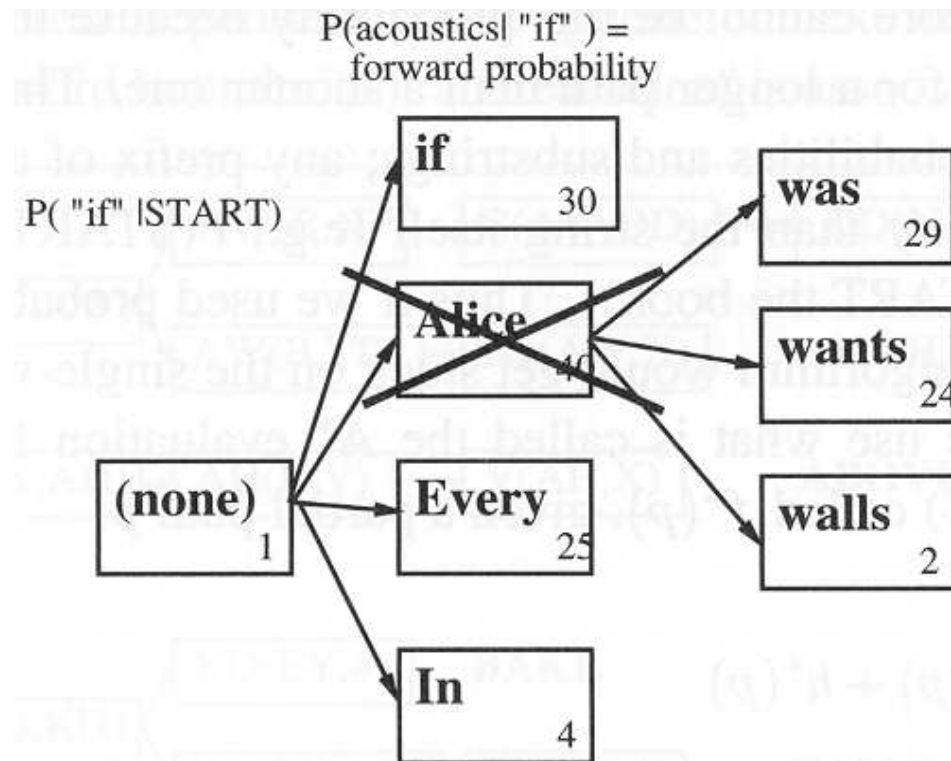 P(acoustics| "if" ) =
forward probability
if
30
P( "if" |START)
was
29
Alice
40
wants
24
(none)
1
Every
25
walls
2
In
4